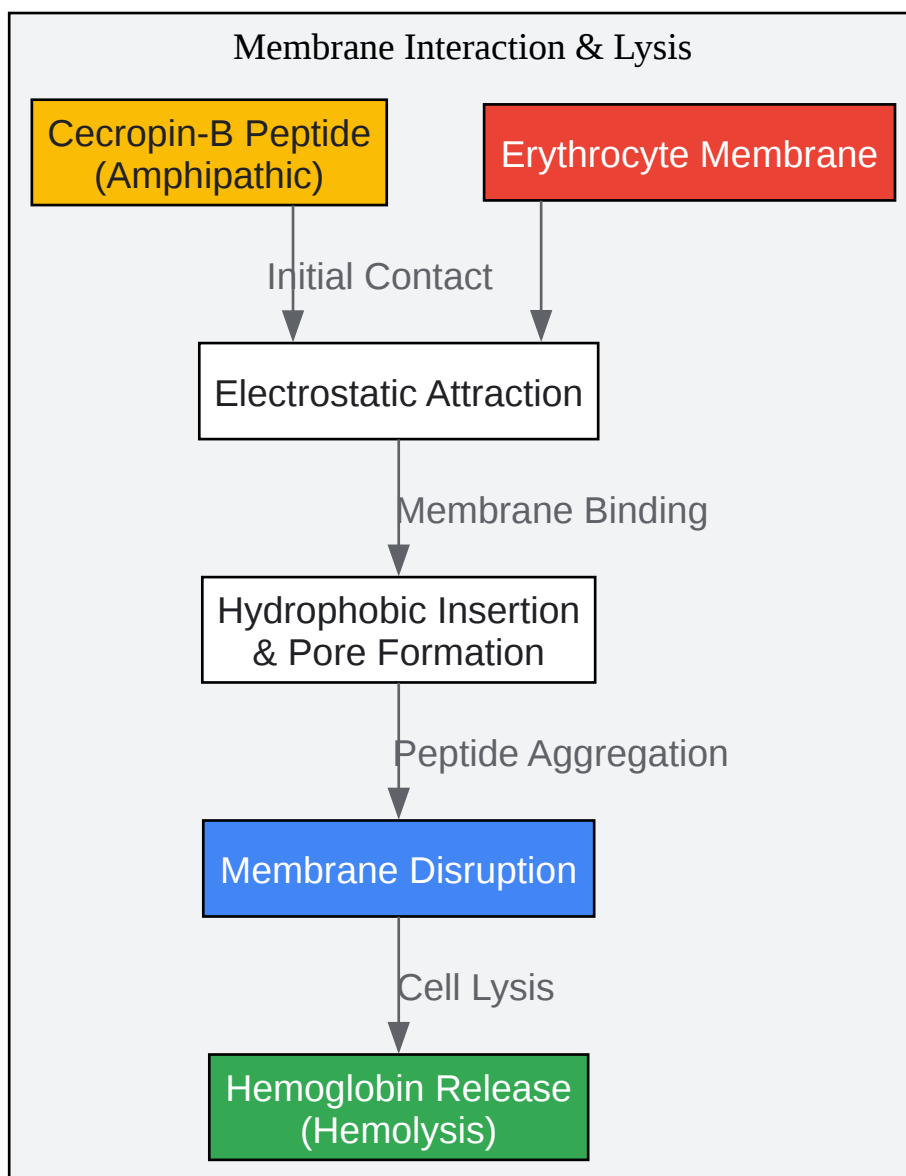 Membrane Interaction & Lysis
Cecropin-B Peptide
(Amphipathic)
Erythrocyte Membrane
Initial Contact
Electrostatic Attraction
Membrane Binding
Hydrophobic Insertion
& Pore Formation
Peptide Aggregation
Membrane Disruption
Cell Lysis
Hemoglobin Release
(Hemolysis)